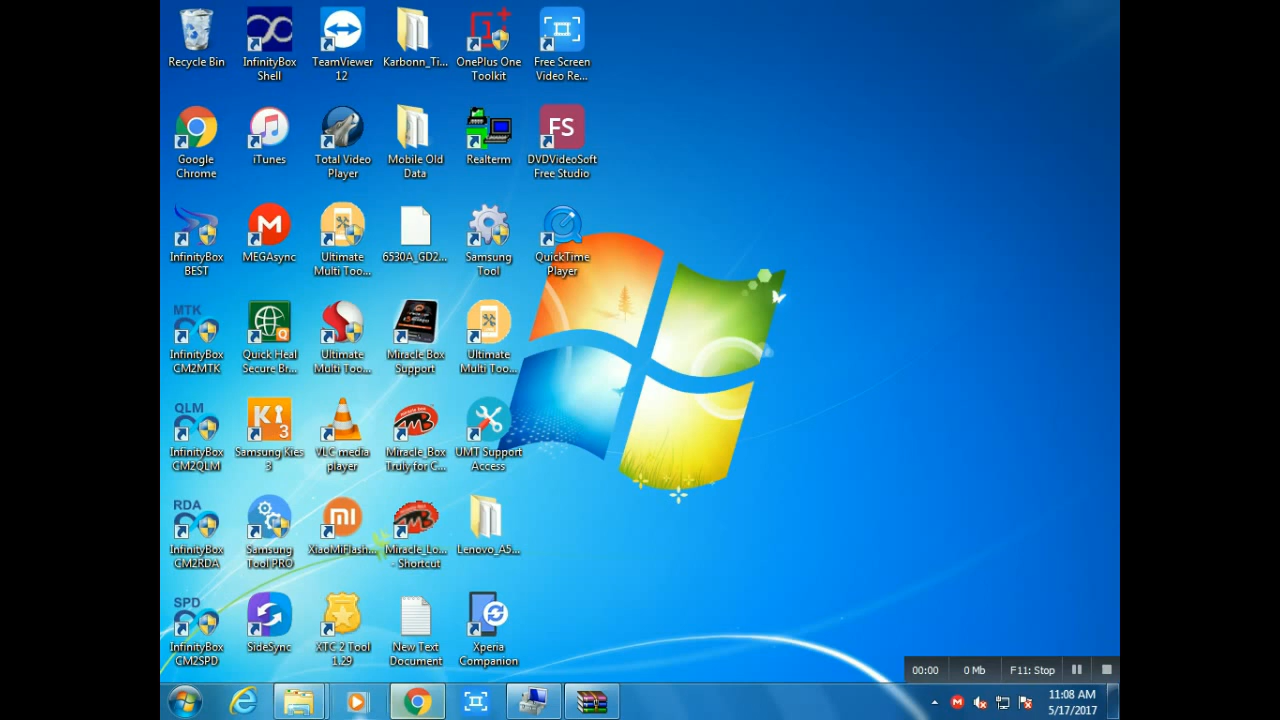 Recycle Bin
InfinityBox
Shell
TeamViewer
12
Karbonn_Ti...
OnePlus One
Toolkit
Free Screen
Video Re...
Google
Chrome
iTunes
Total Video
Player
Mobile Old
Data
Realterm
FS
DVDVideoSoft
Free Studio
InfinityBox
BEST
MEGAsync
Ultimate
Multi Too...
6530A_GD2...
Samsung
Tool
QuickTime
Player
MTK
InfinityBox
CM2MTK
Quick Heal
Secure Br...
Ultimate
Multi Too...
Miracle Box
Support
Ultimate
Multi Too...
QLM
InfinityBox
CM2QLM
Samsung Kies
3
VLC media
player
Miracle_Box
Truly for C...
UMT Support
Access
RDA
InfinityBox
CM2RDA
Samsung
Tool PRO
XiaoMiFlash...
Miracle_Lo...
- Shortcut
Lenovo_A5...
SPD
InfinityBox
CM2SPD
SideSync
XTC 2 Tool
1.29
New Text
Document
Xperia
Companion
00:00
0 Mb
F11: Stop
11:08 AM
5/17/2017